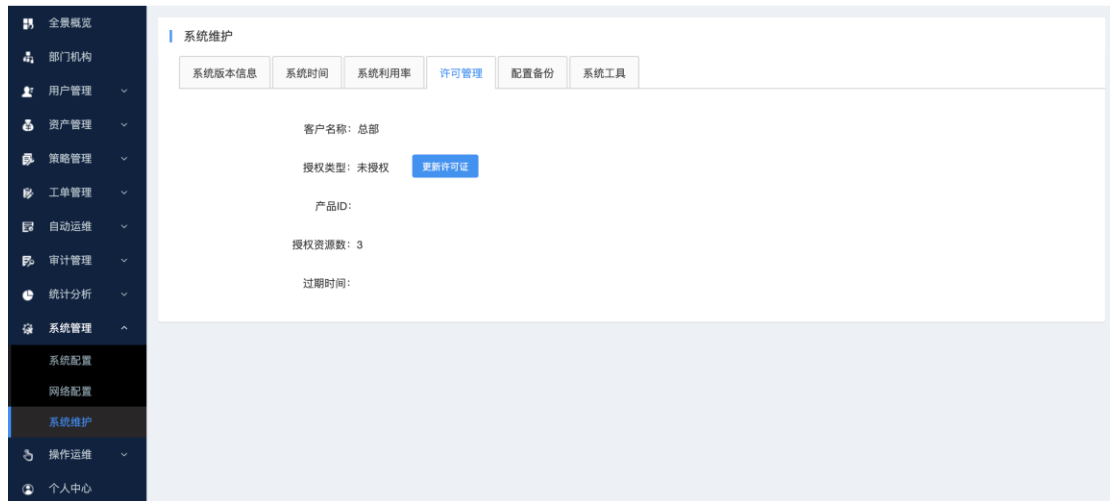 全景概览
部门机构
用户管理
资产管理
策略管理
工单管理
自动运维
审计管理
统计分析
系统管理
系统配置
网络配置
系统维护
操作运维
个人中心
系统维护
系统版本信息 系统时间 系统利用率 许可管理 配置备份 系统工具
客户名称：总部
授权类型：未授权 更新许可证
产品ID：
授权资源数：3
过期时间：